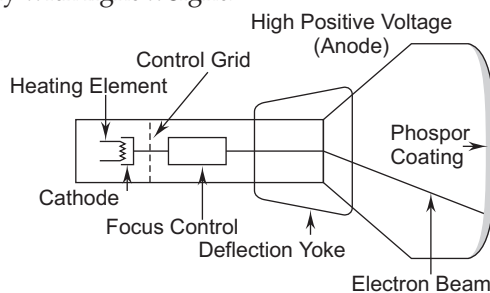 High Positive Voltage
(Anode)
Control Grid
Heating Element
Phospor
Coating
Cathode
Focus Control
Deflection Yoke
Electron Beam